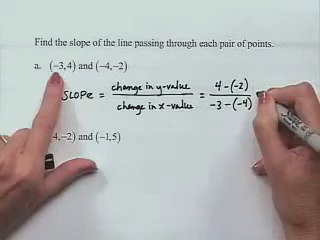 Find the slope of the line passing through each pair of points.
a. (-3,4) and (-4,-2)
SLOPE = change in y-value / change in x-value = 4-(-2) / -3-(-4)
4,-2) and (-1,5)